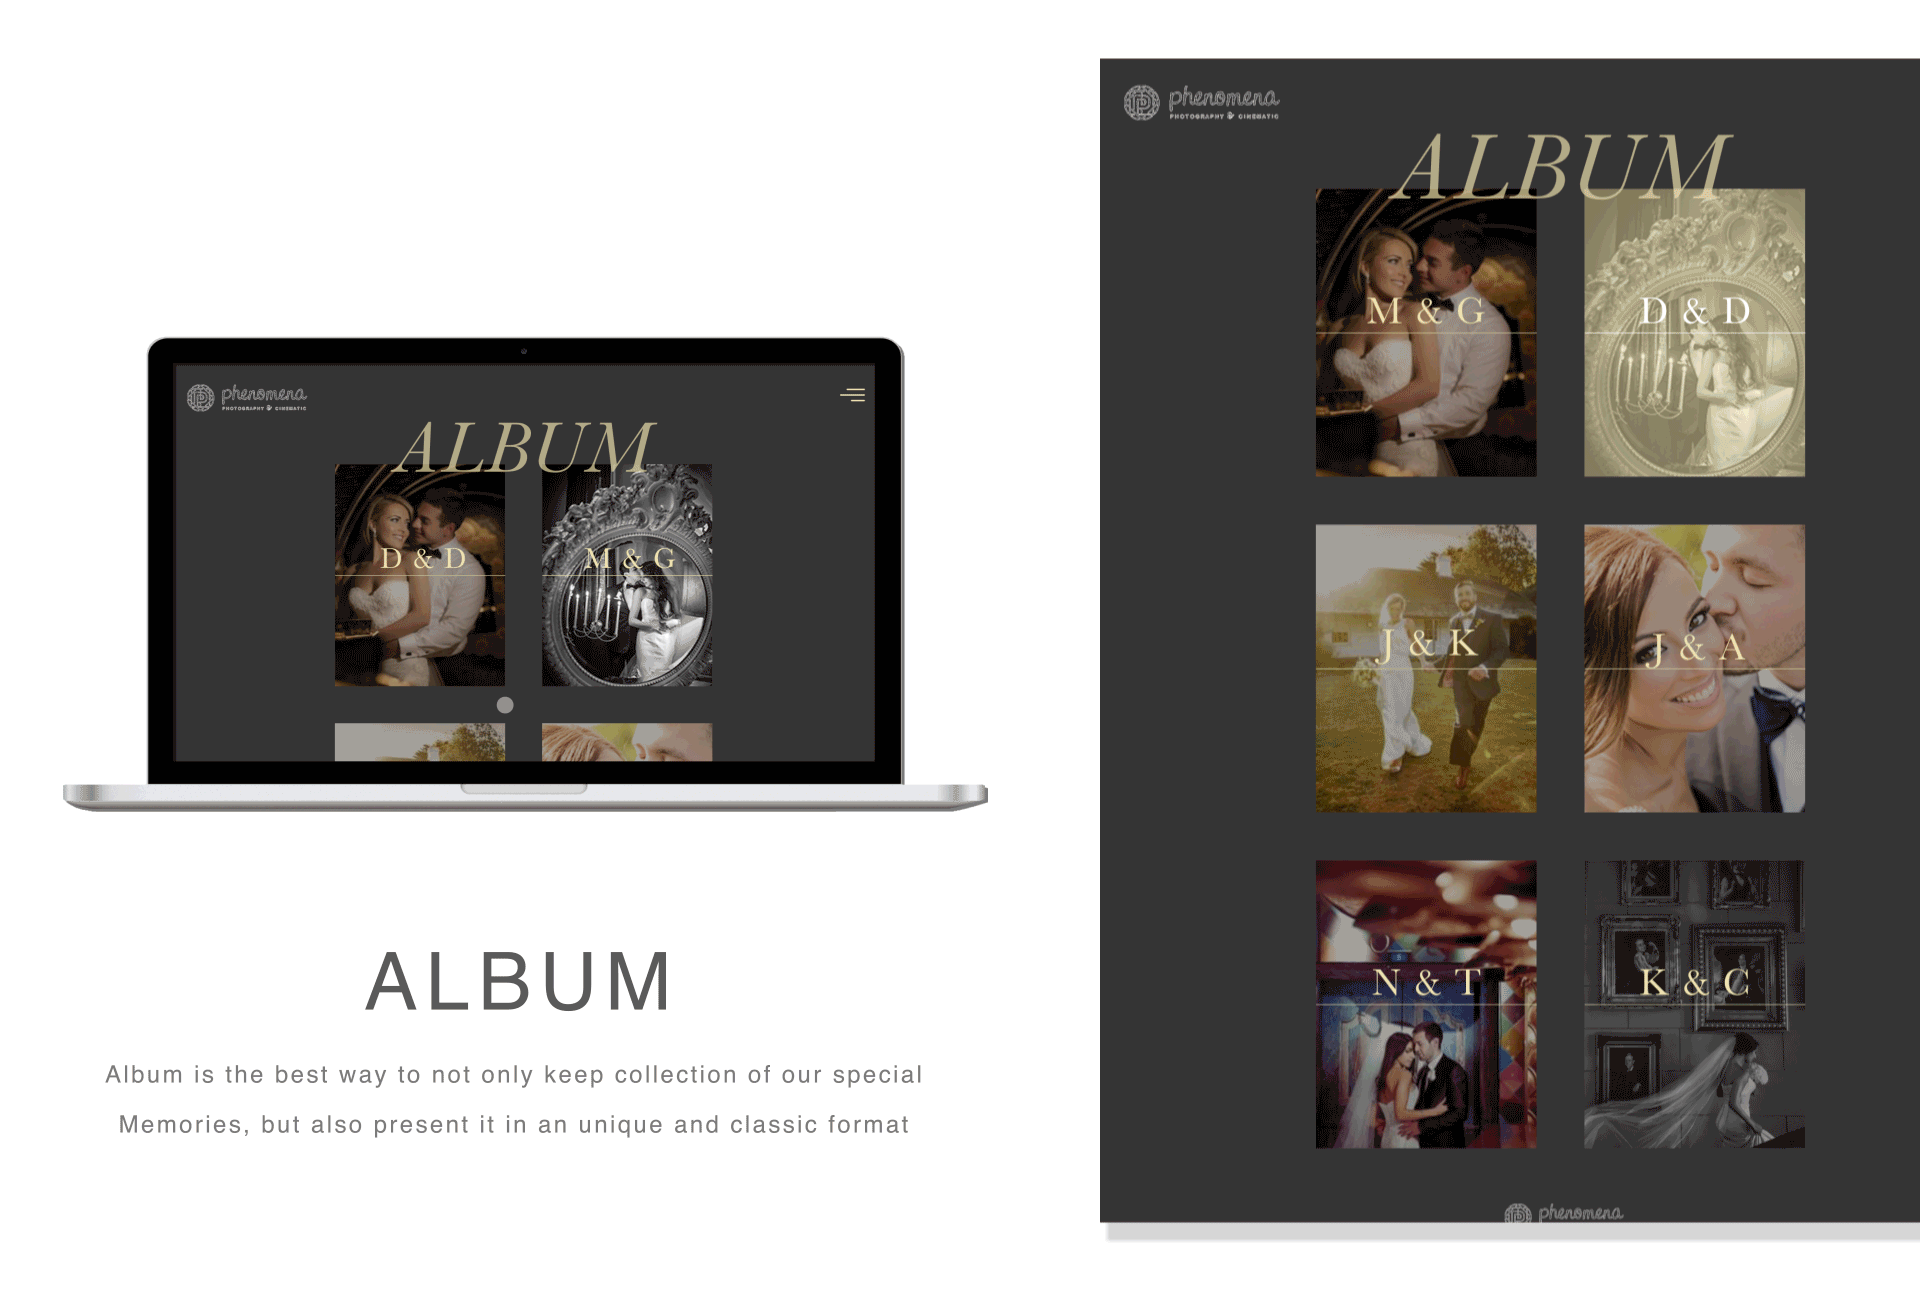 phenomena
PHOTOGRAPHY & CINEMATIC
ALBUM
D & D
M & G
ALBUM
Album is the best way to not only keep collection of our special
Memories, but also present it in an unique and classic format
phenomena
PHOTOGRAPHY & CINEMATIC
ALBUM
M & G
D & D
J & K
J & A
N & T
K & C
phenomena